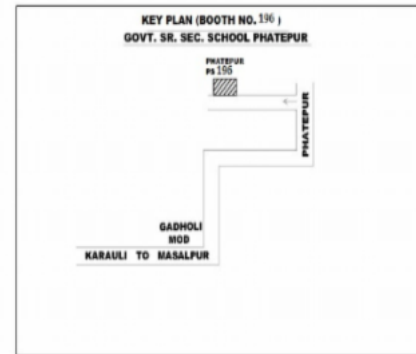 KEY PLAN (BOOTH NO. 196)
GOVT. SR. SEC. SCHOOL PHATEPUR
PHATEPUR
PS 196
PHATEPUR
GADHOLI
MOD
KARAULI TO MASALPUR